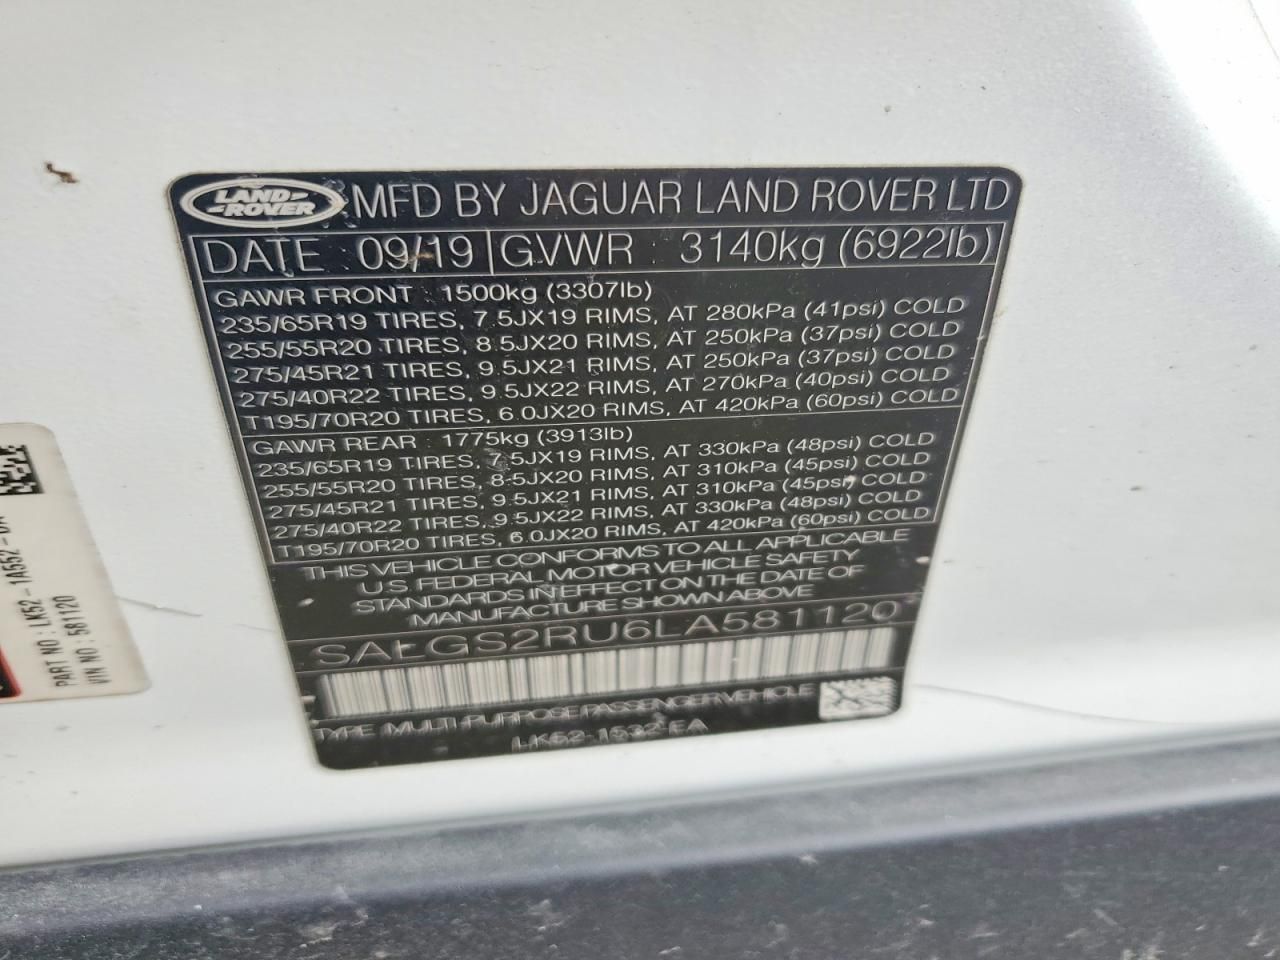 LAND ROVER MFD BY JAGUAR LAND ROVER LTD
DATE 09/19 GVWR : 3140kg (6922lb)
GAWR FRONT : 1500kg (3307lb)
235/65R19 TIRES, 7.5JX19 RIMS, AT 280kPa (41psi) COLD
255/55R20 TIRES, 8.5JX20 RIMS, AT 250kPa (37psi) COLD
275/45R21 TIRES, 9.5JX21 RIMS, AT 250kPa (37psi) COLD
275/40R22 TIRES, 9.5JX22 RIMS, AT 270kPa (40psi) COLD
T195/70R20 TIRES, 6.0JX20 RIMS, AT 420kPa (60psi) COLD
GAWR REAR : 1775kg (3913lb)
235/65R19 TIRES, 7.5JX19 RIMS, AT 330kPa (48psi) COLD
255/55R20 TIRES, 8.5JX20 RIMS, AT 310kPa (45psi) COLD
275/45R21 TIRES, 9.5JX21 RIMS, AT 310kPa (45psi) COLD
275/40R22 TIRES, 9.5JX22 RIMS, AT 330kPa (48psi) COLD
T195/70R20 TIRES, 6.0JX20 RIMS, AT 420kPa (60psi) COLD
THIS VEHICLE CONFORMS TO ALL APPLICABLE
U.S. FEDERAL MOTOR VEHICLE SAFETY
STANDARDS IN EFFECT ON THE DATE OF
MANUFACTURE SHOWN ABOVE
SALGS2RU6LA581120
TYPE : MULTI-PURPOSE PASSENGER VEHICLE
LK52-1532-EA
PART NO : LK52-1A552-
VIN NO : 581120